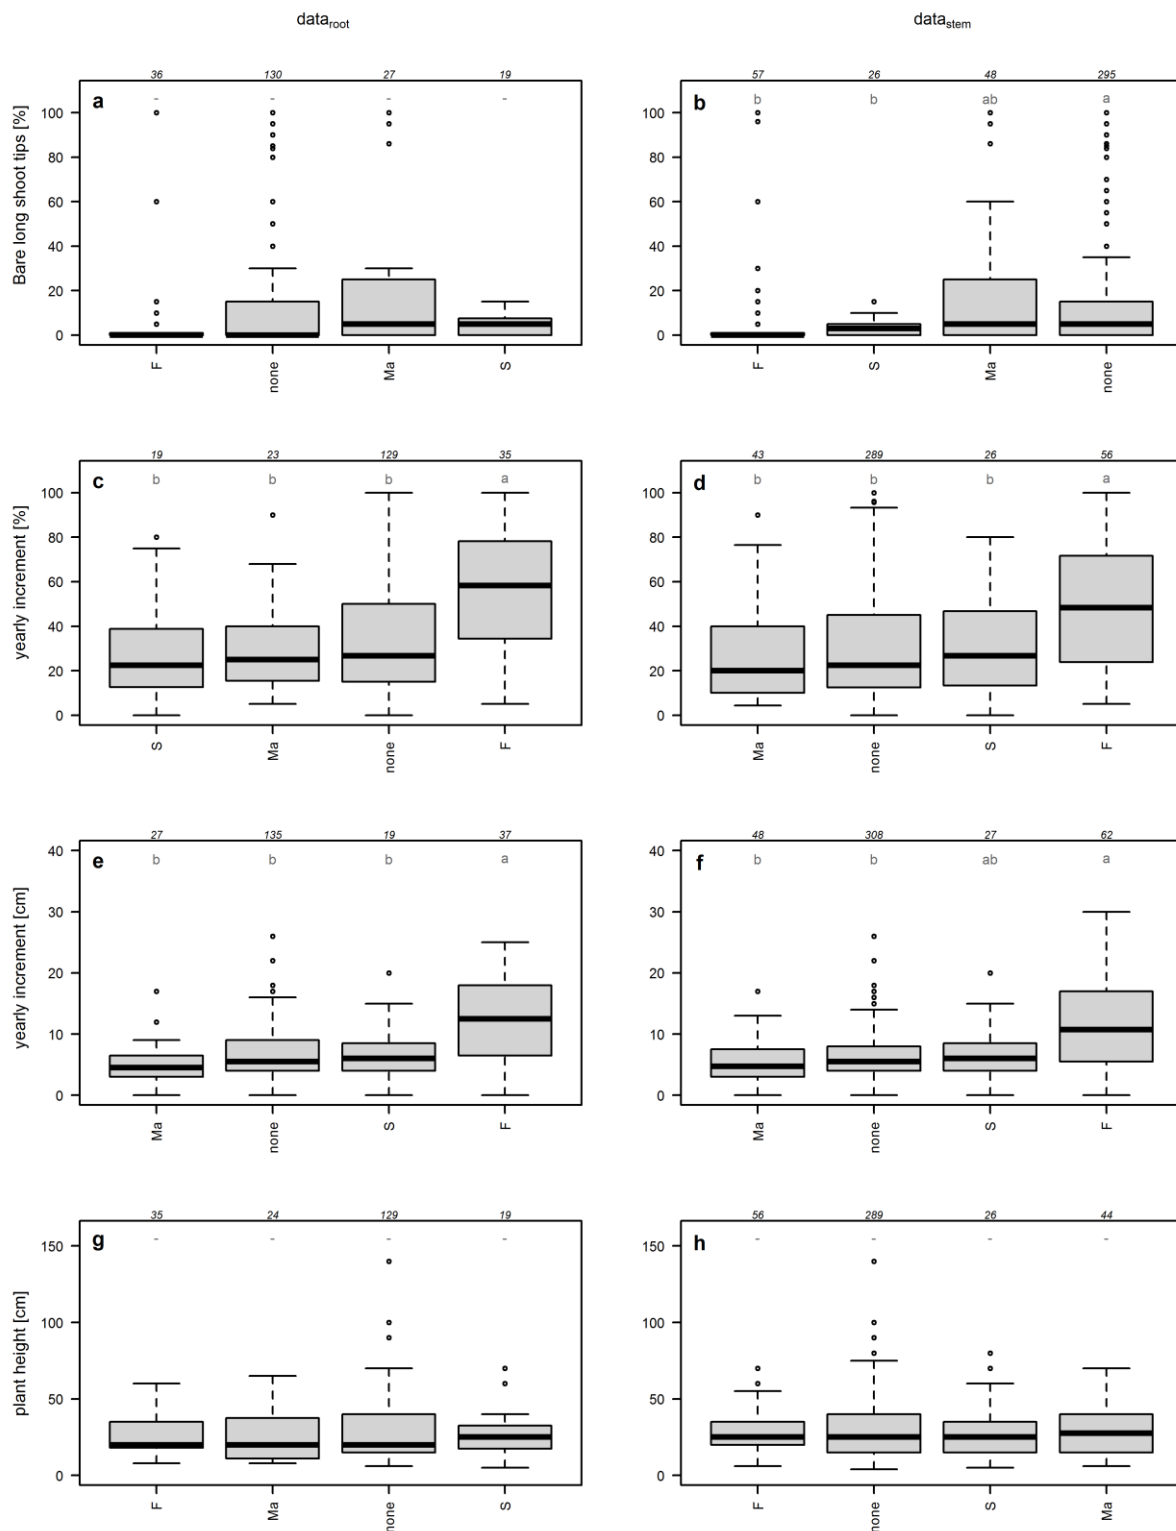 dataroot
datastem
36 130 27 19
a - - - -
Bare long shoot tips [%]
100
80
60
40
20
0
F none Ma S
57 26 48 295
b b b ab a
100
80
60
40
20
0
F S Ma none
19 23 129 35
c b b b a
yearly increment [%]
100
80
60
40
20
0
S Ma none F
43 289 26 56
d b b b a
100
80
60
40
20
0
Ma none S F
27 135 19 37
e b b b a
yearly increment [cm]
40
30
20
10
0
Ma none S F
48 308 27 62
f b b ab a
40
30
20
10
0
Ma none S F
35 24 129 19
g - - - -
plant height [cm]
150
100
50
0
F Ma none S
56 289 26 44
h - - - -
150
100
50
0
F none S Ma